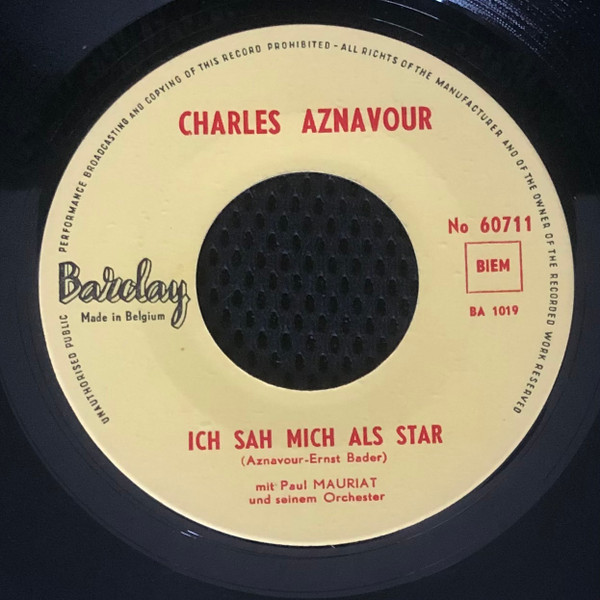 UNAUTHORISED PUBLIC PERFORMANCE BROADCASTING AND COPYING OF THIS RECORD PROHIBITED - ALL RIGHTS OF THE MANUFACTURER AND OF THE OWNER OF THE RECORDED WORK RESERVED
CHARLES AZNAVOUR
No 60711
BIEM
BA 1019
Barclay
Made in Belgium
ICH SAH MICH ALS STAR
(Aznavour-Ernst Bader)
mit Paul MAURIAT
und seinem Orchester